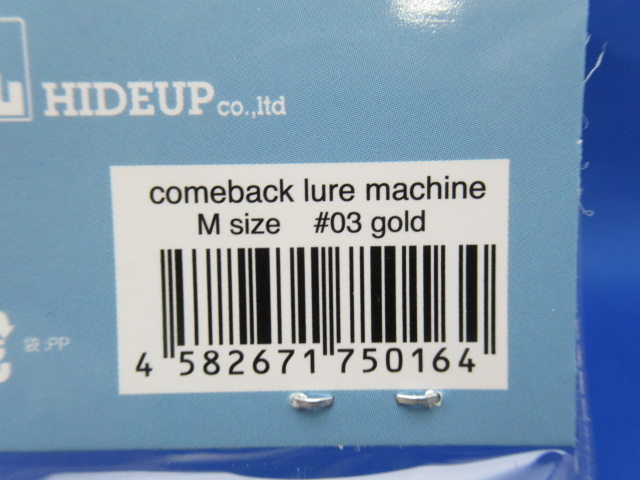 HIDEUP co.,ltd
comeback lure machine
M size #03 gold
4 582671 750164
袋:PP